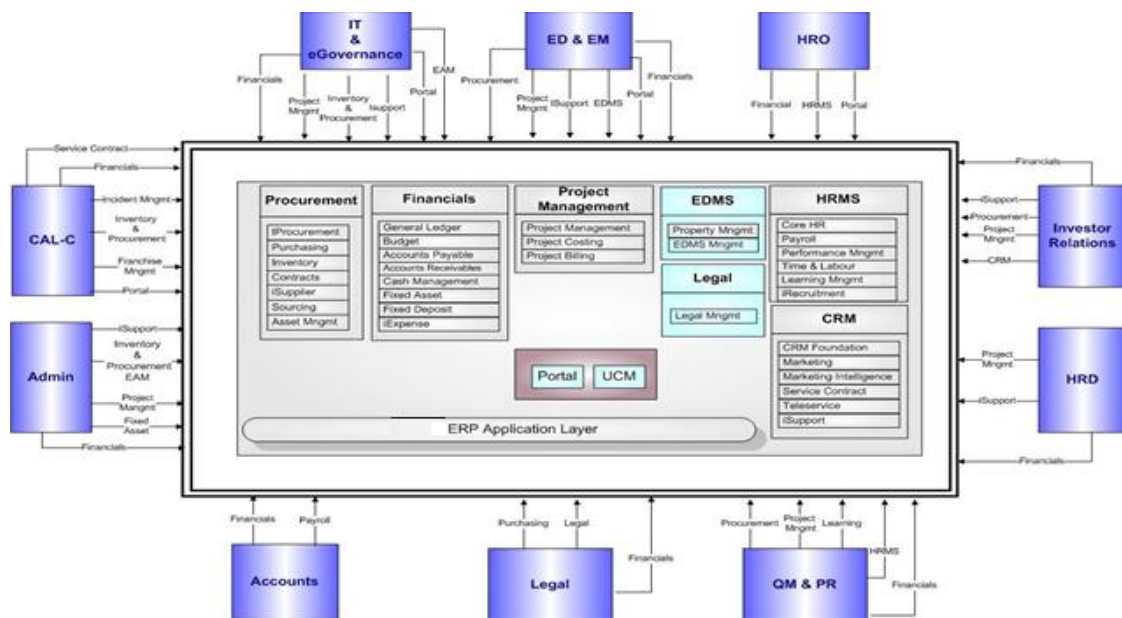 IT
&
eGovernance
ED & EM
HRO
Financials
Project
Mngmt
Inventory
&
Procurement
Isupport
Portal
EAM
Procurement
Project
Mngmt
ISupport
EDMS
Portal
Financials
Financial
HRMS
Portal
Service Contract
Financials
Incident Mngmt
Inventory
&
Procurement
Franchise
Mngmt
Portal
CAL-C
iSupport
Inventory
&
Procurement
EAM
Project
Mangmt
Fixed
Asset
Financials
Admin
Procurement
IProcurement
Purchasing
Inventory
Contracts
iSupplier
Sourcing
Asset Mngmt
Financials
General Ledger
Budget
Accounts Payable
Accounts Receivables
Cash Management
Fixed Asset
Fixed Deposit
iExpense
Project
Management
Project Management
Project Costing
Project Billing
EDMS
Property Mngmt
EDMS Mngmt
Legal
Legal Mngmt
HRMS
Core HR
Payroll
Performance Mngmt
Time & Labour
Learning Mngmt
iRecruitment
CRM
CRM Foundation
Marketing
Marketing Intelligence
Service Contract
Teleservice
iSupport
Portal
UCM
ERP Application Layer
Financials
iSupport
iProcurement
Project
Mngmt
CRM
Investor
Relations
Project
Mngmt
iSupport
Financials
HRD
Financials
Payroll
Accounts
Purchasing
Legal
Financials
Legal
Procurement
Project
Mngmt
Learning
HRMS
Financials
QM & PR